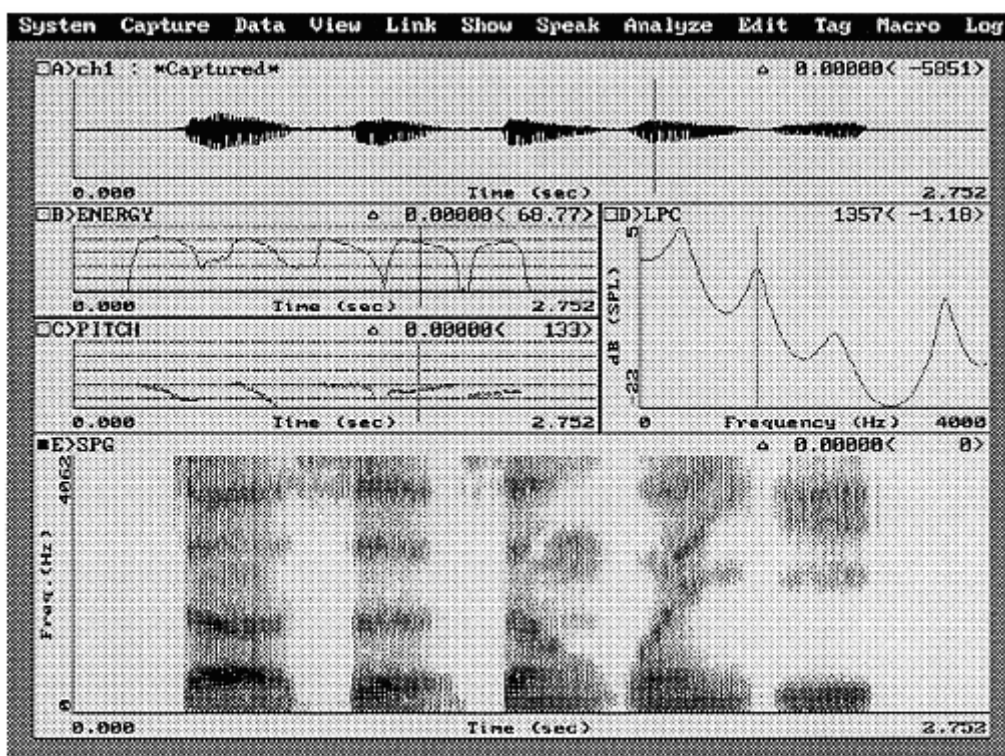 System Capture Data View Link Show Speak Analyze Edit Tag Macro Log
A>ch1 : *Captured* 0.00000< -5851>
0.000 Time (sec) 2.752
B>ENERGY 0.00000< 68.77>
0.000 Time (sec) 2.752
C>PITCH 0.00000< 133>
0.000 Time (sec) 2.752
D>LPC 1357< -1.18>
5
dB (SPL)
-22
0 Frequency (Hz) 4000
E>SPG 0.00000< 0>
4062
Freq.(Hz)
0
0.000 Time (sec) 2.752